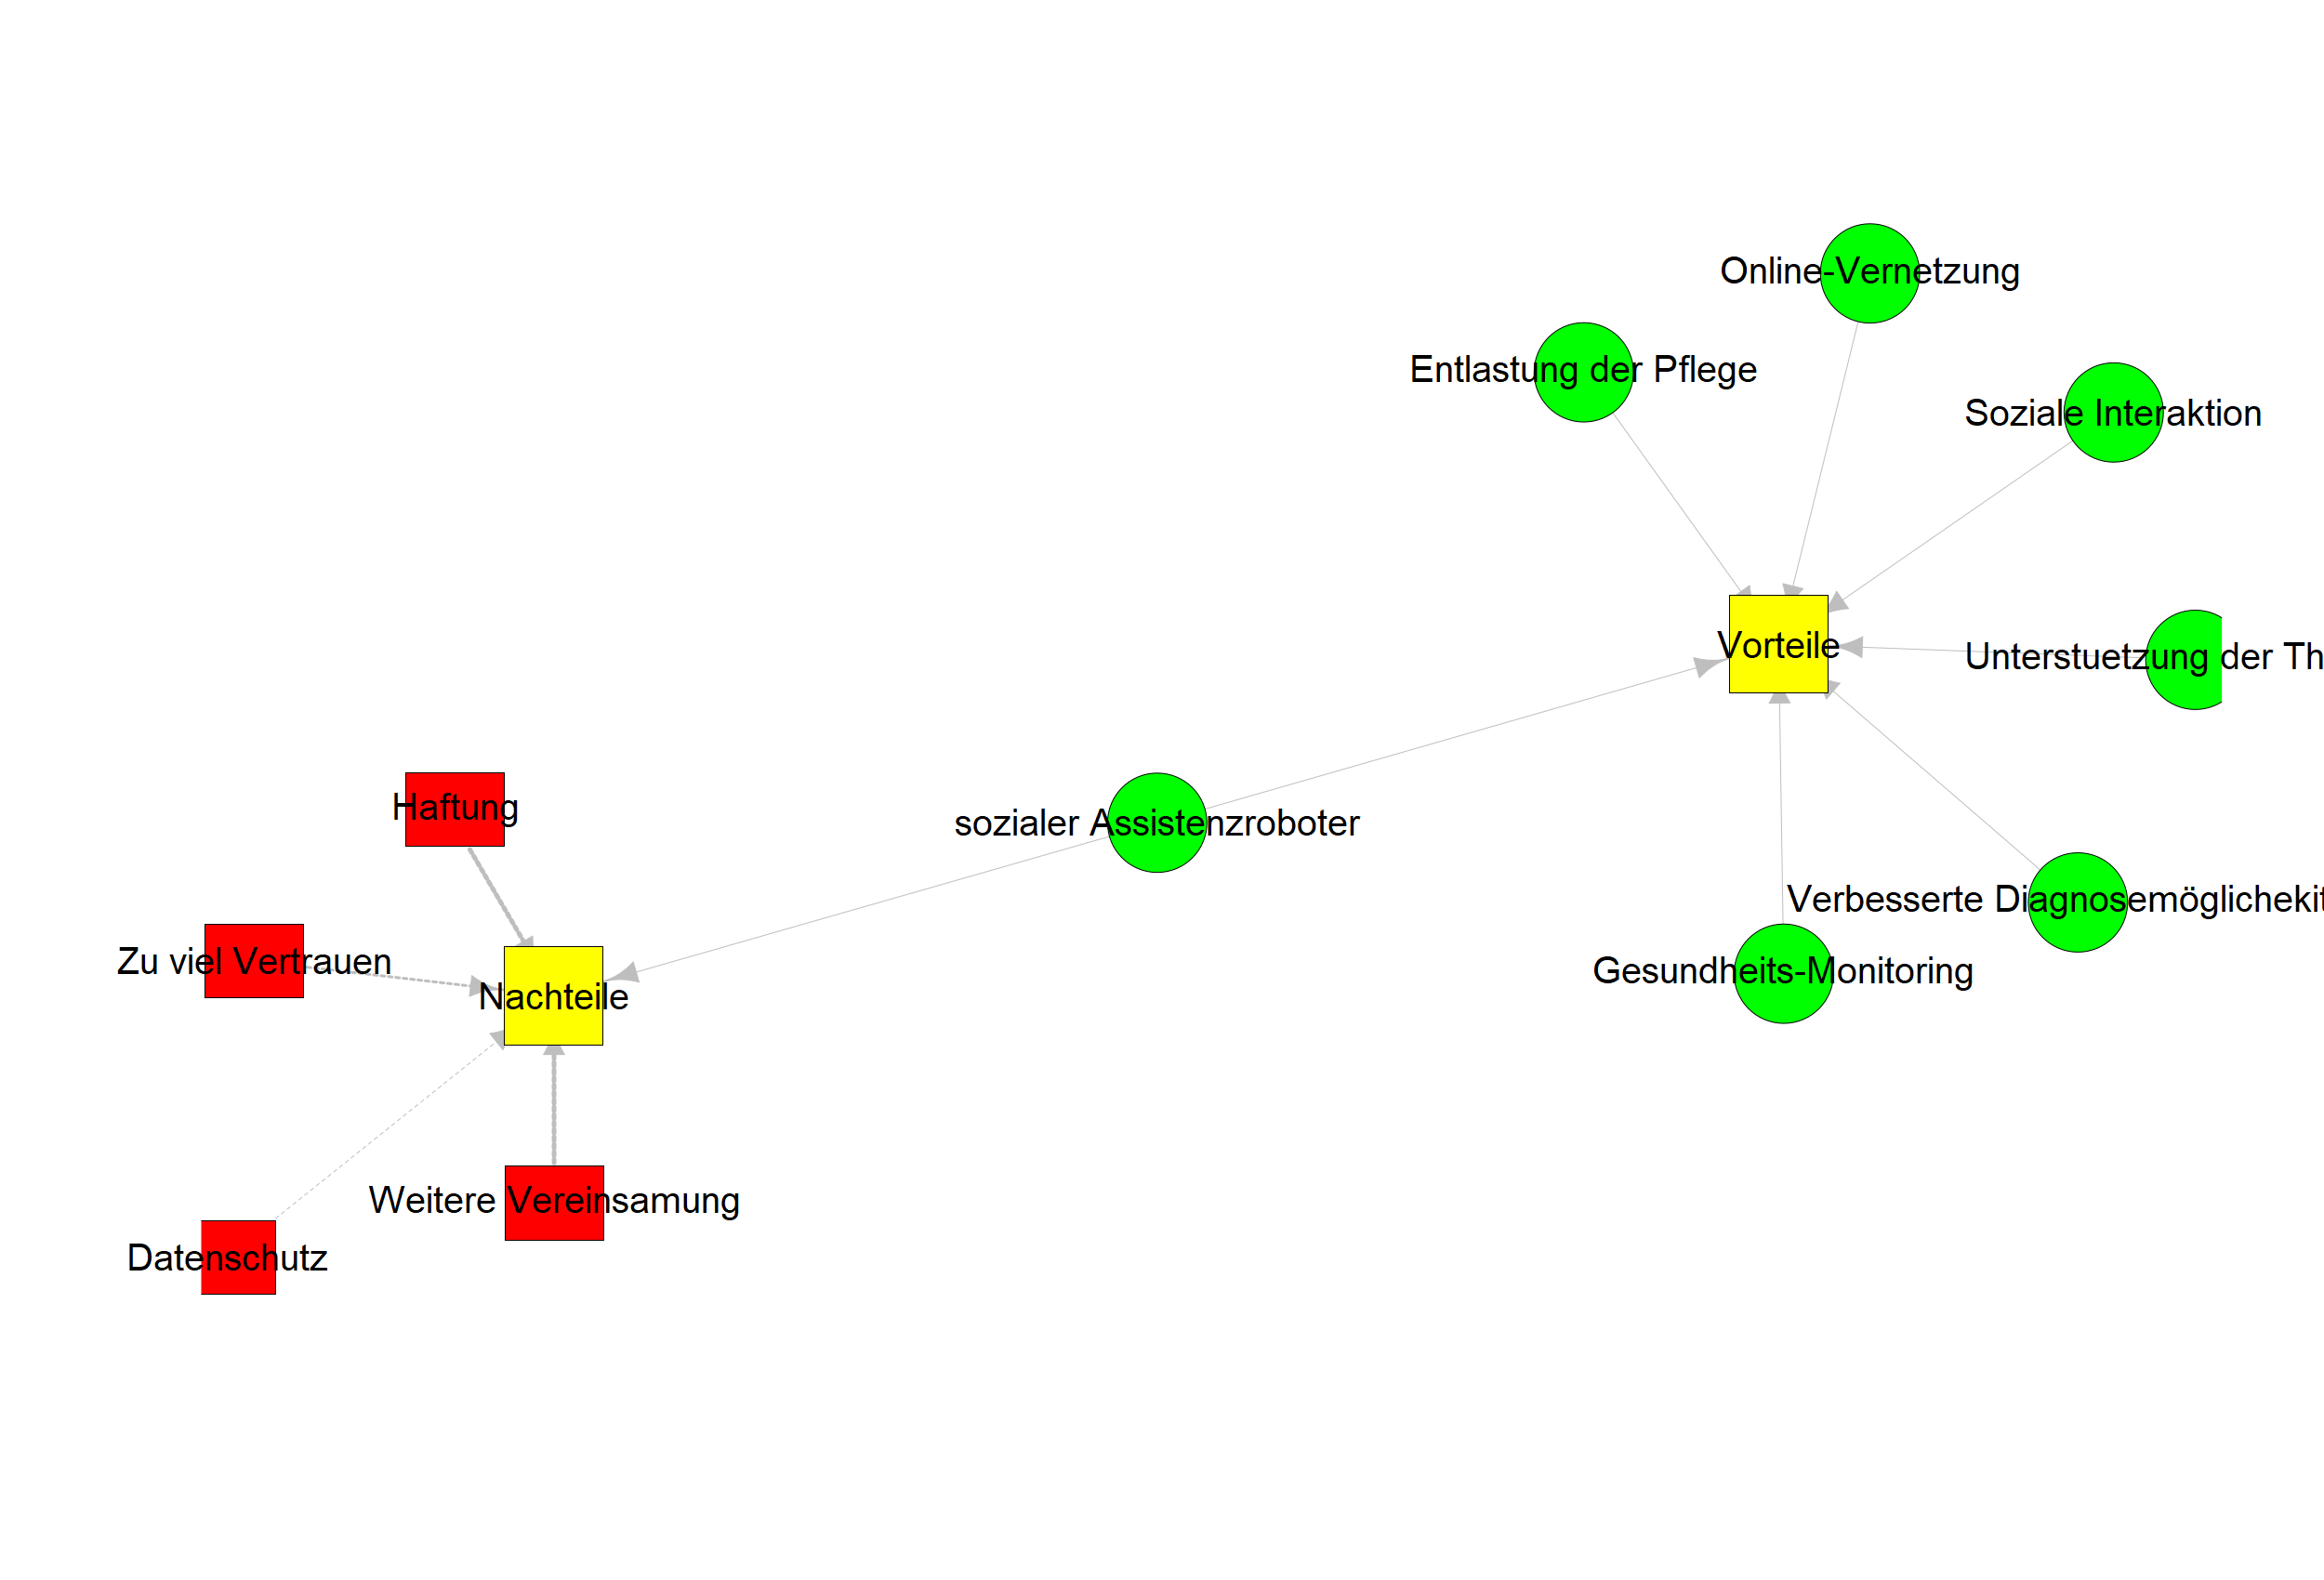 Online-Vernetzung
Entlastung der Pflege
Soziale Interaktion
Vorteile
Unterstuetzung der Th
Haftung
sozialer Assistenzroboter
Verbesserte Diagnosemöglichekit
Zu viel Vertrauen
Gesundheits-Monitoring
Nachteile
Weitere Vereinsamung
Datenschutz